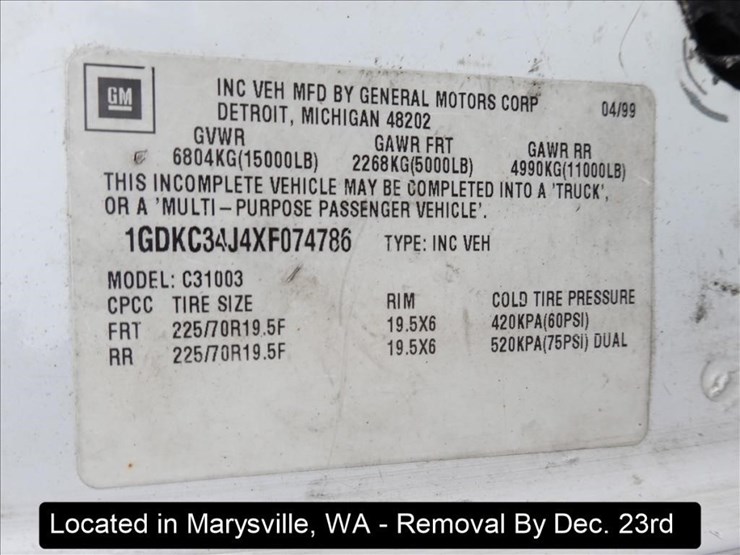 GM
INC VEH MFD BY GENERAL MOTORS CORP 04/99
DETROIT, MICHIGAN 48202
GVWR GAWR FRT GAWR RR
6804KG(15000LB) 2268KG(5000LB) 4990KG(11000LB)
THIS INCOMPLETE VEHICLE MAY BE COMPLETED INTO A 'TRUCK',
OR A 'MULTI-PURPOSE PASSENGER VEHICLE'.
1GDKC34J4XF074786 TYPE: INC VEH
MODEL: C31003
CPCC TIRE SIZE RIM COLD TIRE PRESSURE
FRT 225/70R19.5F 19.5X6 420KPA(60PSI)
RR 225/70R19.5F 19.5X6 520KPA(75PSI) DUAL
Located in Marysville, WA - Removal By Dec. 23rd